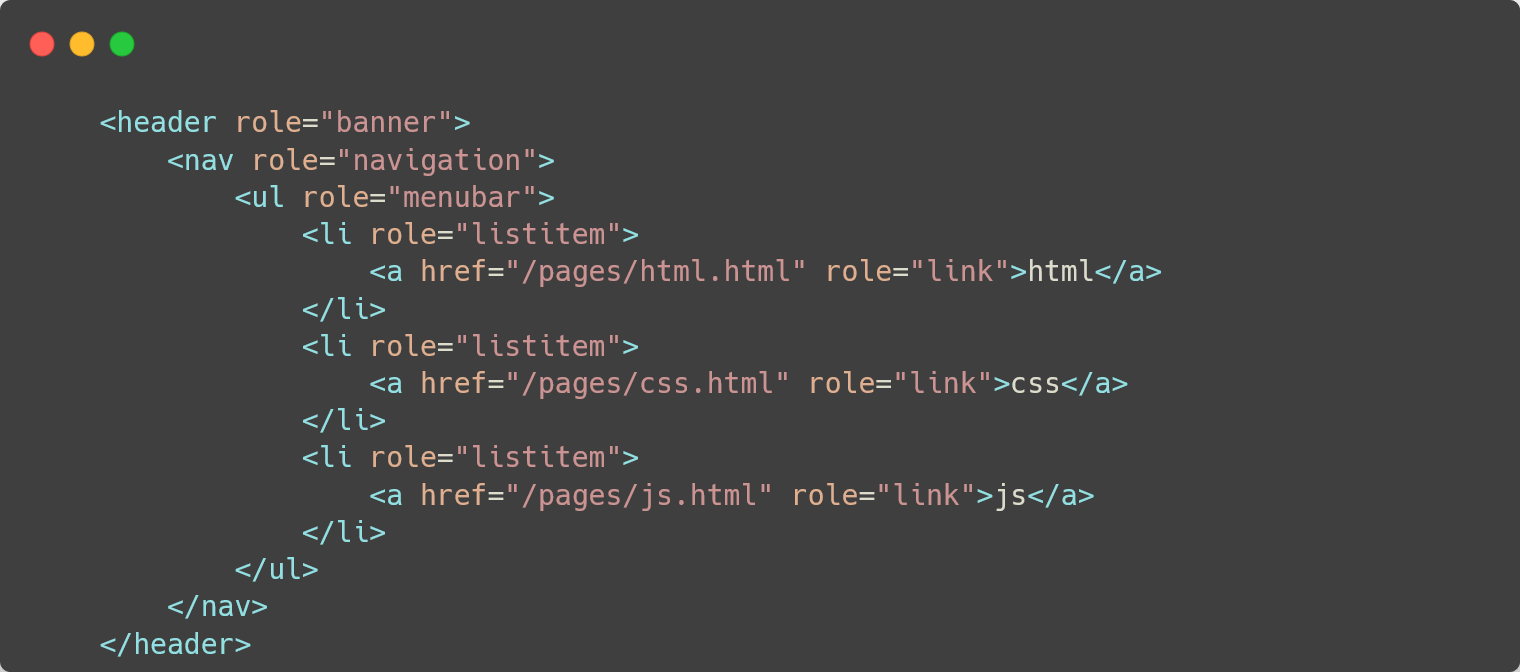 <header role="banner">
    <nav role="navigation">
        <ul role="menubar">
            <li role="listitem">
                <a href="/pages/html.html" role="link">html</a>
            </li>
            <li role="listitem">
                <a href="/pages/css.html" role="link">css</a>
            </li>
            <li role="listitem">
                <a href="/pages/js.html" role="link">js</a>
            </li>
        </ul>
    </nav>
</header>